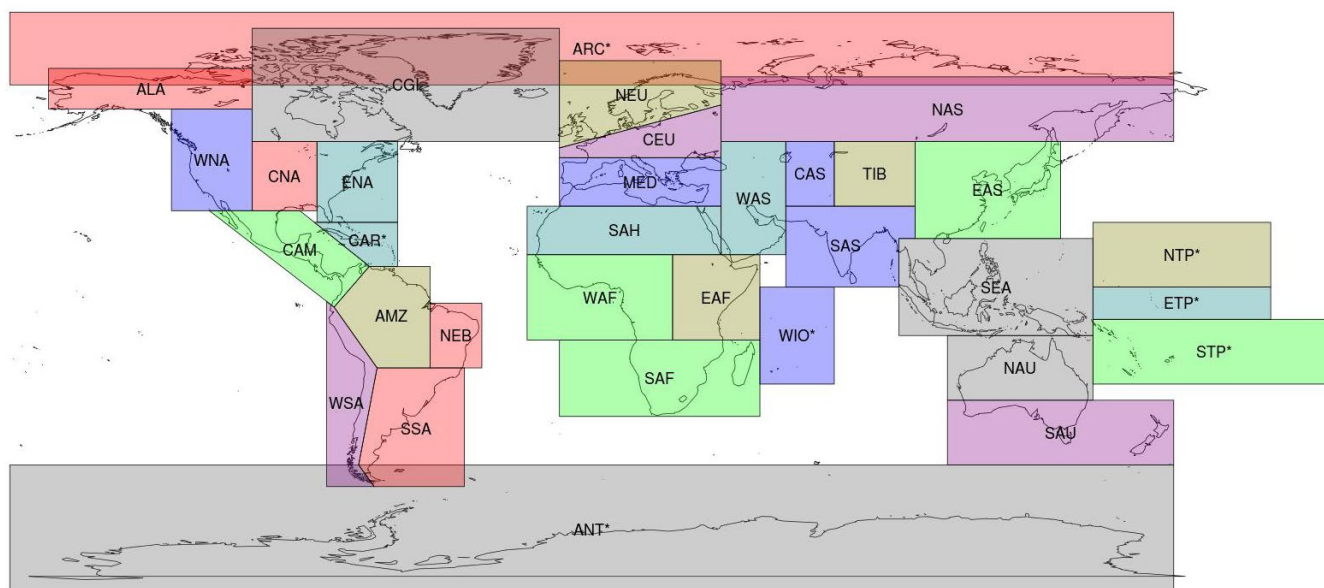 ARC*
ALA
CGI
NEU
NAS
CEU
WNA
CNA
ENA
MED
WAS
CAS
TIB
EAS
CAR*
CAM
SAH
SAS
NTP*
SEA
WAF
EAF
ETP*
AMZ
NEB
WIO*
STP*
NAU
SAF
WSA
SSA
SAU
ANT*